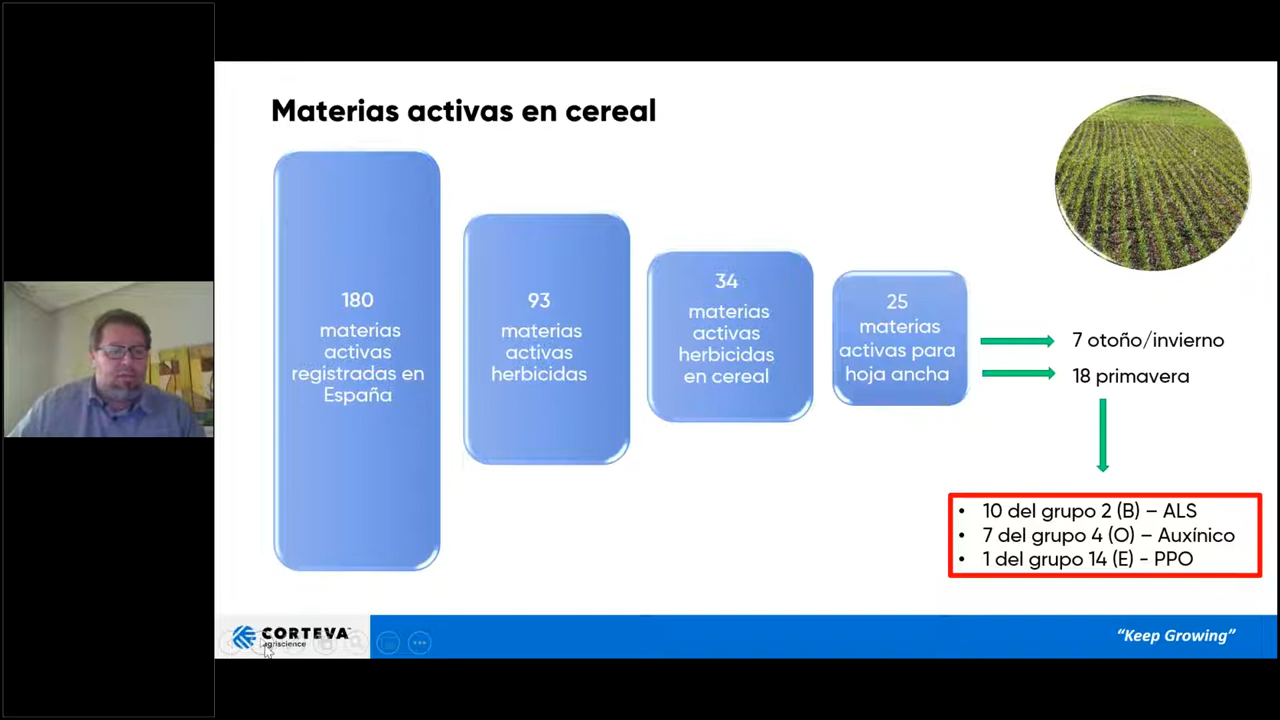 Materias activas en cereal
180
materias
activas
registradas en
España
93
materias
activas
herbicidas
34
materias
activas
herbicidas
en cereal
25
materias
activas para
hoja ancha
7 otoño/invierno
18 primavera
• 10 del grupo 2 (B) – ALS
• 7 del grupo 4 (O) – Auxínico
• 1 del grupo 14 (E) - PPO
CORTEVA
agriscience
“Keep Growing”